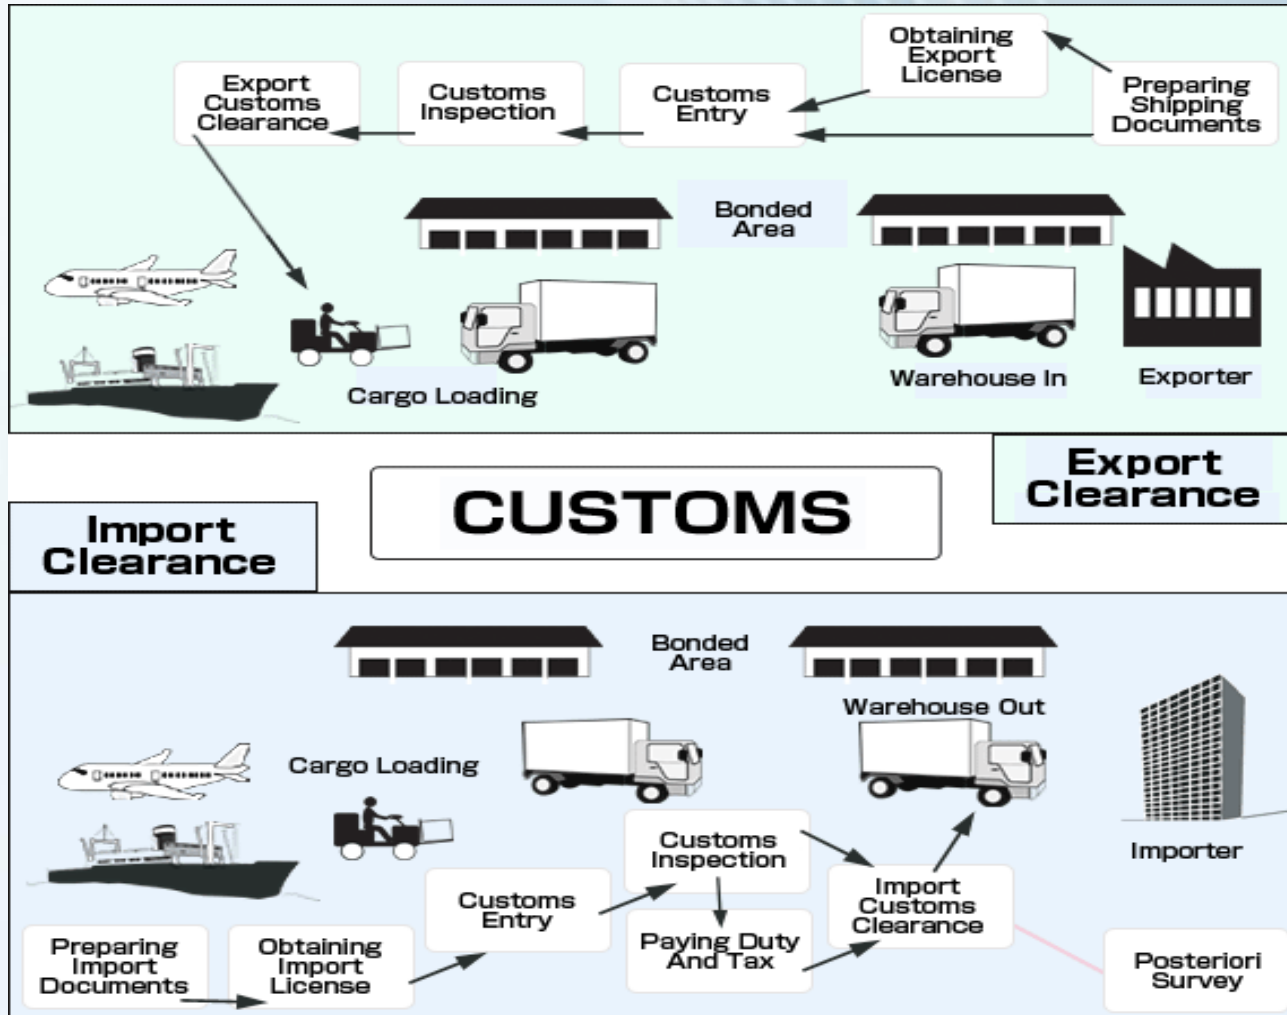 Obtaining
Export
License
Preparing
Shipping
Documents
Export
Customs
Clearance
Customs
Inspection
Customs
Entry
Bonded
Area
Cargo Loading
Warehouse In
Exporter
Export
Clearance
CUSTOMS
Import
Clearance
Bonded
Area
Warehouse Out
Cargo Loading
Importer
Customs
Inspection
Customs
Entry
Import
Customs
Clearance
Preparing
Import
Documents
Obtaining
Import
License
Paying Duty
And Tax
Posteriori
Survey